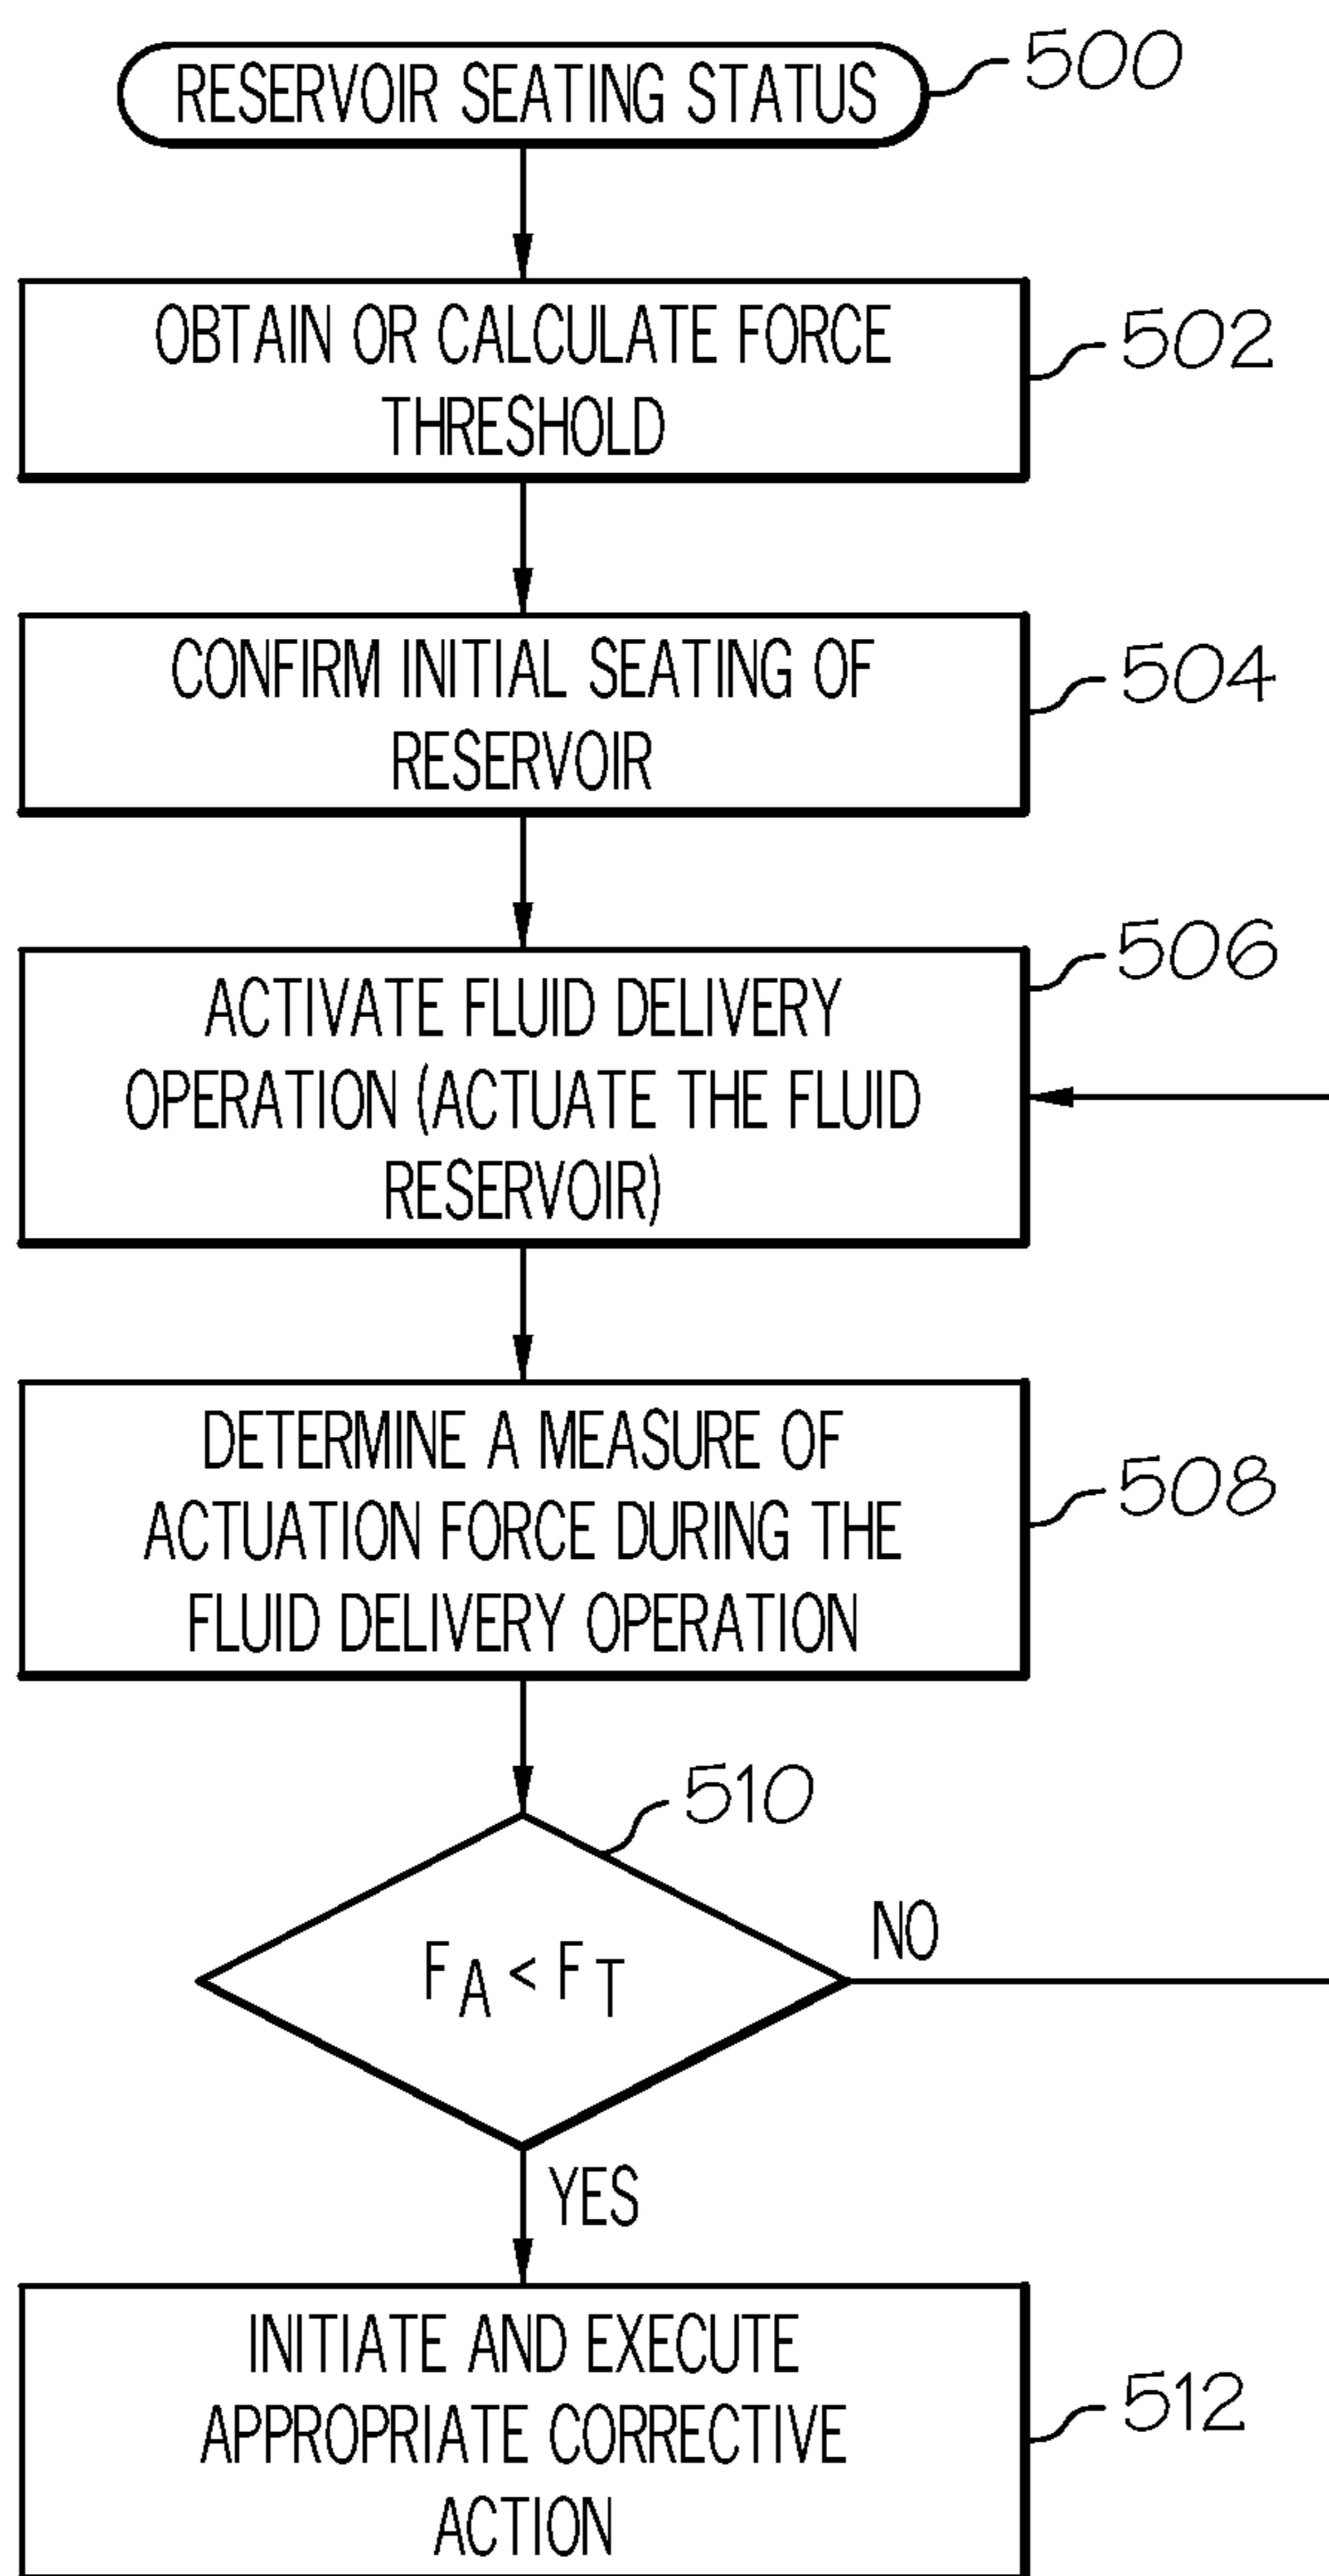 RESERVOIR SEATING STATUS
500
OBTAIN OR CALCULATE FORCE
THRESHOLD
502
CONFIRM INITIAL SEATING OF
RESERVOIR
504
506
ACTIVATE FLUID DELIVERY
OPERATION (ACTUATE THE FLUID
RESERVOIR)
DETERMINE A MEASURE OF
ACTUATION FORCE DURING THE
FLUID DELIVERY OPERATION
508
510
NO
FA < FT
YES
INITIATE AND EXECUTE
APPROPRIATE CORRECTIVE
ACTION
512